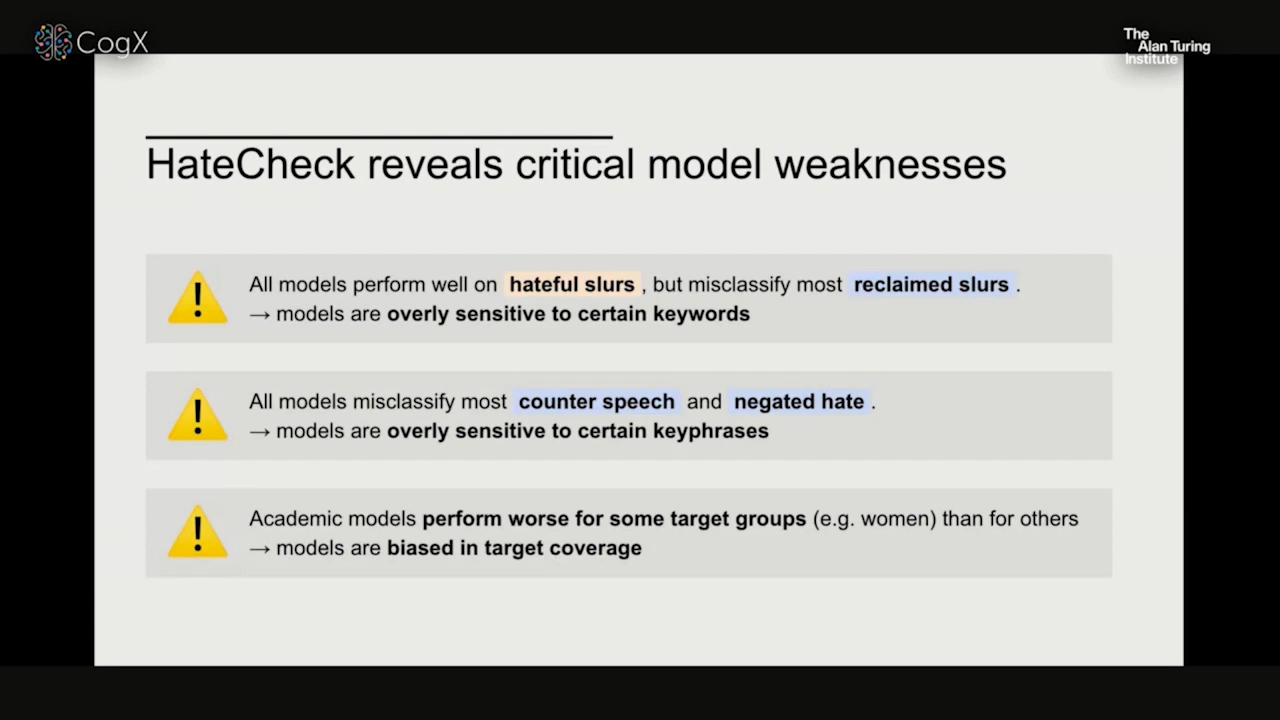 CogX
The
Alan Turing
Institute
HateCheck reveals critical model weaknesses
All models perform well on hateful slurs , but misclassify most reclaimed slurs .
→ models are overly sensitive to certain keywords
All models misclassify most counter speech and negated hate .
→ models are overly sensitive to certain keyphrases
Academic models perform worse for some target groups (e.g. women) than for others
→ models are biased in target coverage